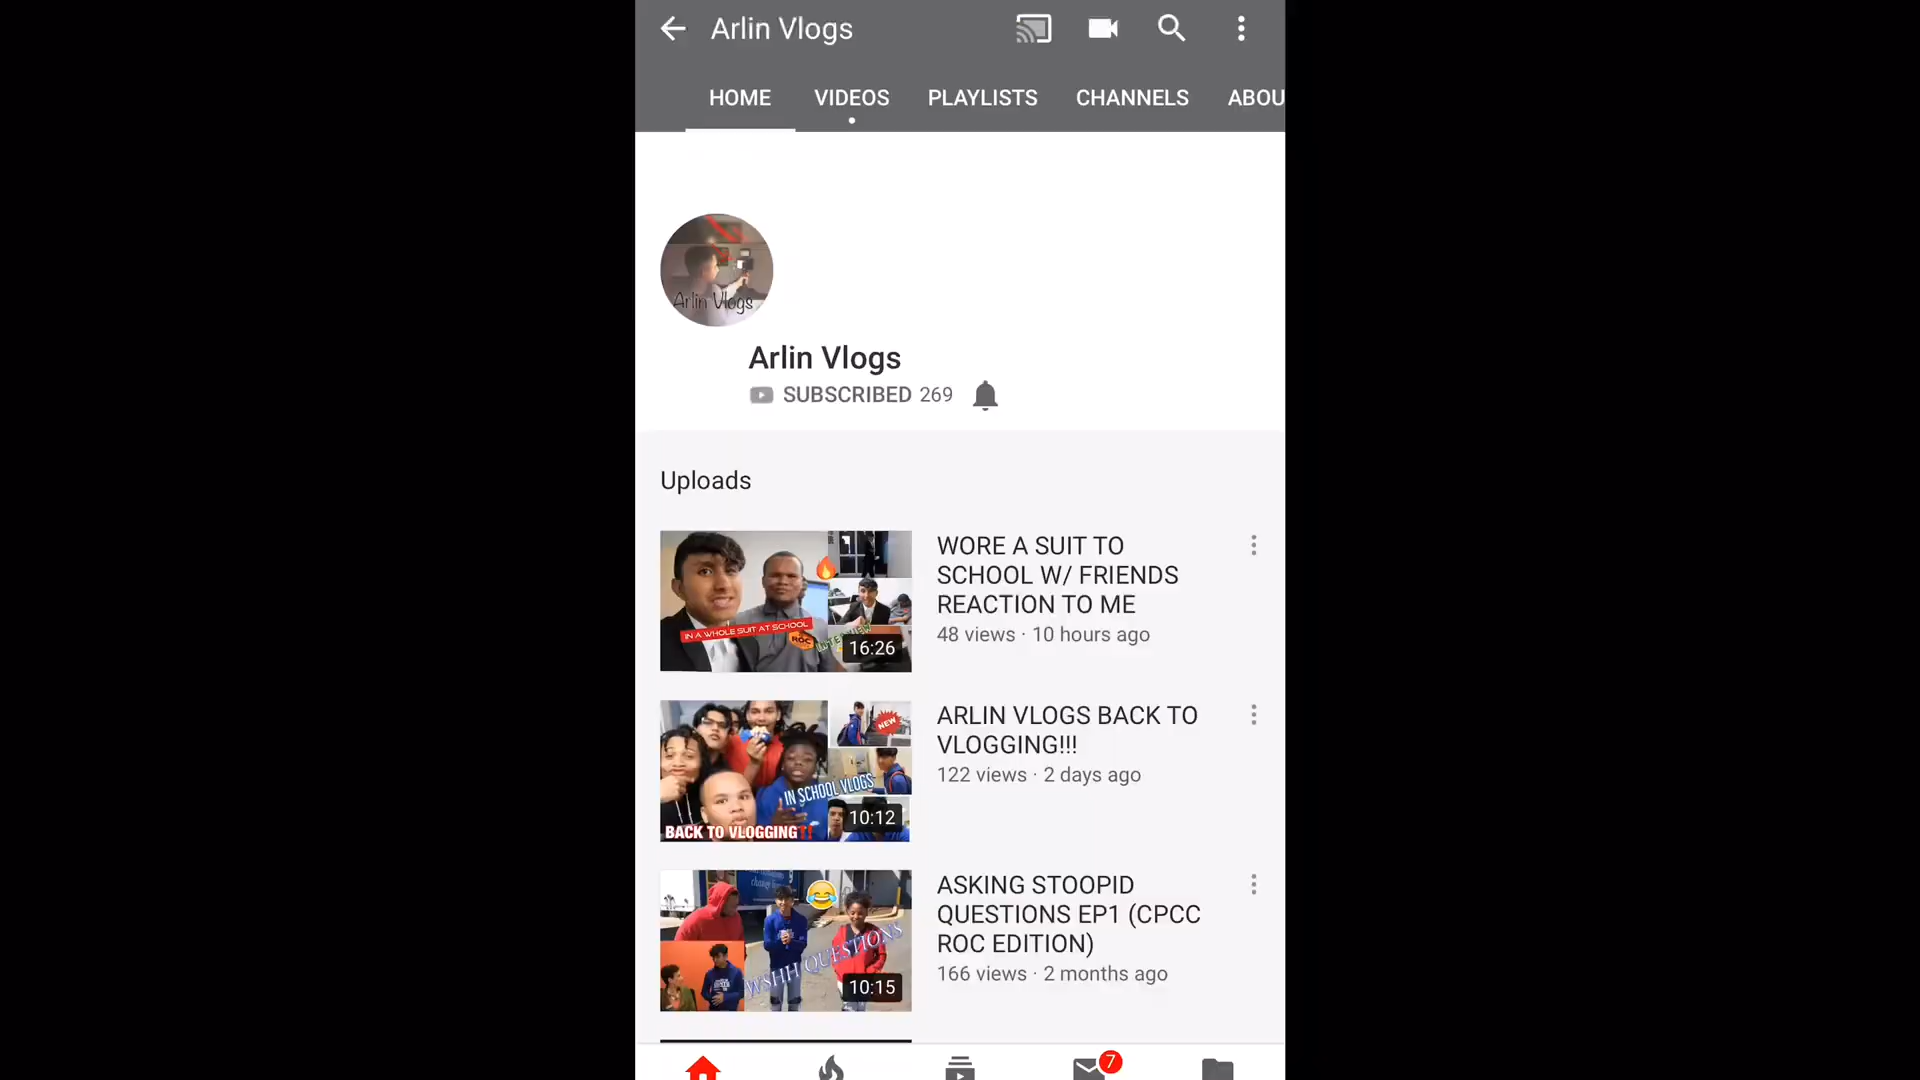 Arlin Vlogs
HOME VIDEOS PLAYLISTS CHANNELS ABOU
Arlin Vlogs
Arlin Vlogs
SUBSCRIBED 269
Uploads
IN A WHOLE SUIT AT SCHOOL
ROC
INTERVIEW
16:26
WORE A SUIT TO
SCHOOL W/ FRIENDS
REACTION TO ME
48 views · 10 hours ago
NEW
IN SCHOOL VLOGS
BACK TO VLOGGING!!
10:12
ARLIN VLOGS BACK TO
VLOGGING!!!
122 views · 2 days ago
WSHH QUESTIONS
10:15
ASKING STOOPID
QUESTIONS EP1 (CPCC
ROC EDITION)
166 views · 2 months ago
7